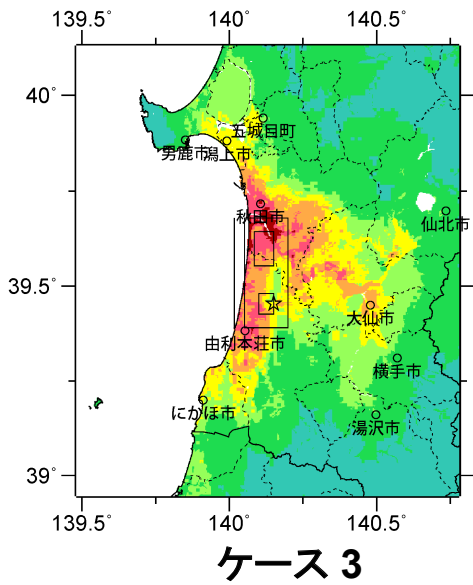 139.5° 140° 140.5°
40°
五城目町
男鹿市
潟上市
秋田市
仙北市
39.5°
大仙市
由利本荘市
横手市
にかほ市
湯沢市
39°
139.5° 140° 140.5°
ケース 3